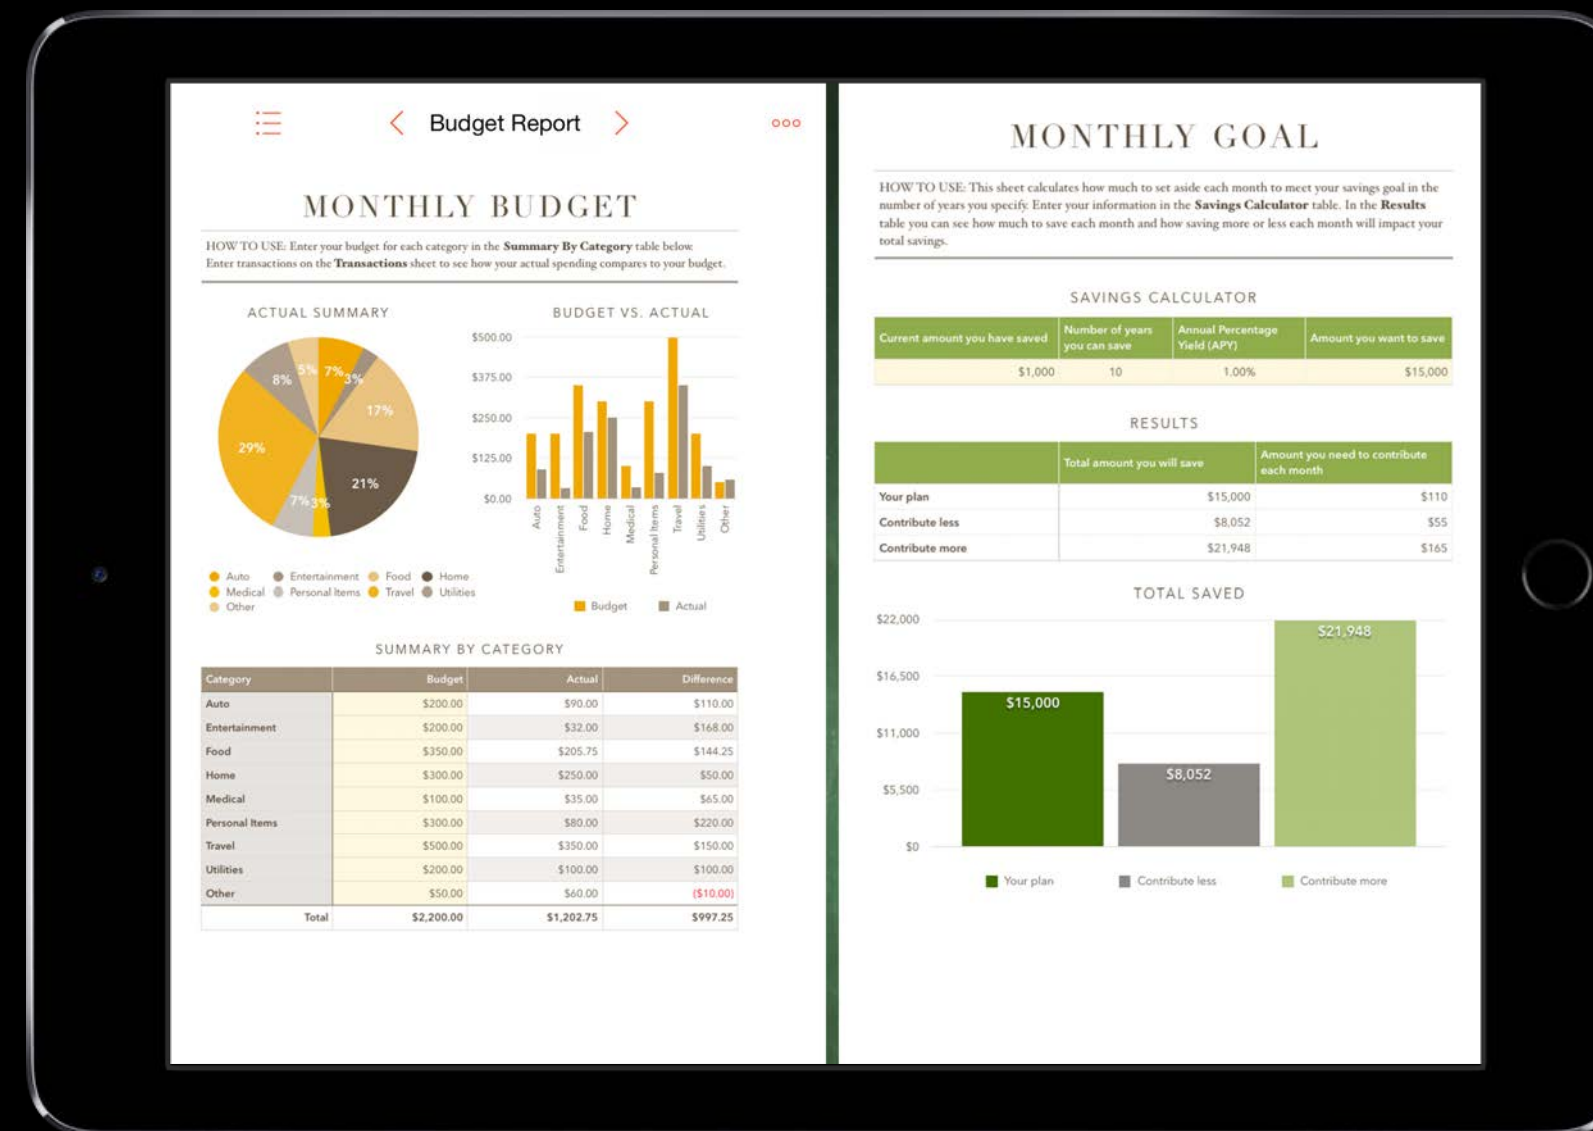 Budget Report
MONTHLY BUDGET
HOW TO USE: Enter your budget for each category in the Summary By Category table below.
Enter transactions on the Transactions sheet to see how your actual spending compares to your budget.
ACTUAL SUMMARY
5% 7% 3%
8%
17%
29%
21%
7% 3%
Auto Entertainment Food Home
Medical Personal Items Travel Utilities
Other
BUDGET VS. ACTUAL
$500.00
$375.00
$250.00
$125.00
$0.00
Auto
Entertainment
Food
Home
Medical
Personal Items
Travel
Utilities
Other
Budget Actual
SUMMARY BY CATEGORY
Category Budget Actual Difference
Auto $200.00 $90.00 $110.00
Entertainment $200.00 $32.00 $168.00
Food $350.00 $205.75 $144.25
Home $300.00 $250.00 $50.00
Medical $100.00 $35.00 $65.00
Personal Items $300.00 $80.00 $220.00
Travel $500.00 $350.00 $150.00
Utilities $200.00 $100.00 $100.00
Other $50.00 $60.00 ($10.00)
Total $2,200.00 $1,202.75 $997.25
MONTHLY GOAL
HOW TO USE: This sheet calculates how much to set aside each month to meet your savings goal in the
number of years you specify. Enter your information in the Savings Calculator table. In the Results
table you can see how much to save each month and how saving more or less each month will impact your
total savings.
SAVINGS CALCULATOR
Current amount you have saved
Number of years
you can save
Annual Percentage
Yield (APY)
Amount you want to save
$1,000 10 1.00% $15,000
RESULTS
Total amount you will save
Amount you need to contribute
each month
Your plan $15,000 $110
Contribute less $8,052 $55
Contribute more $21,948 $165
TOTAL SAVED
$22,000
$16,500
$11,000
$5,500
$0
$15,000
$8,052
$21,948
Your plan Contribute less Contribute more